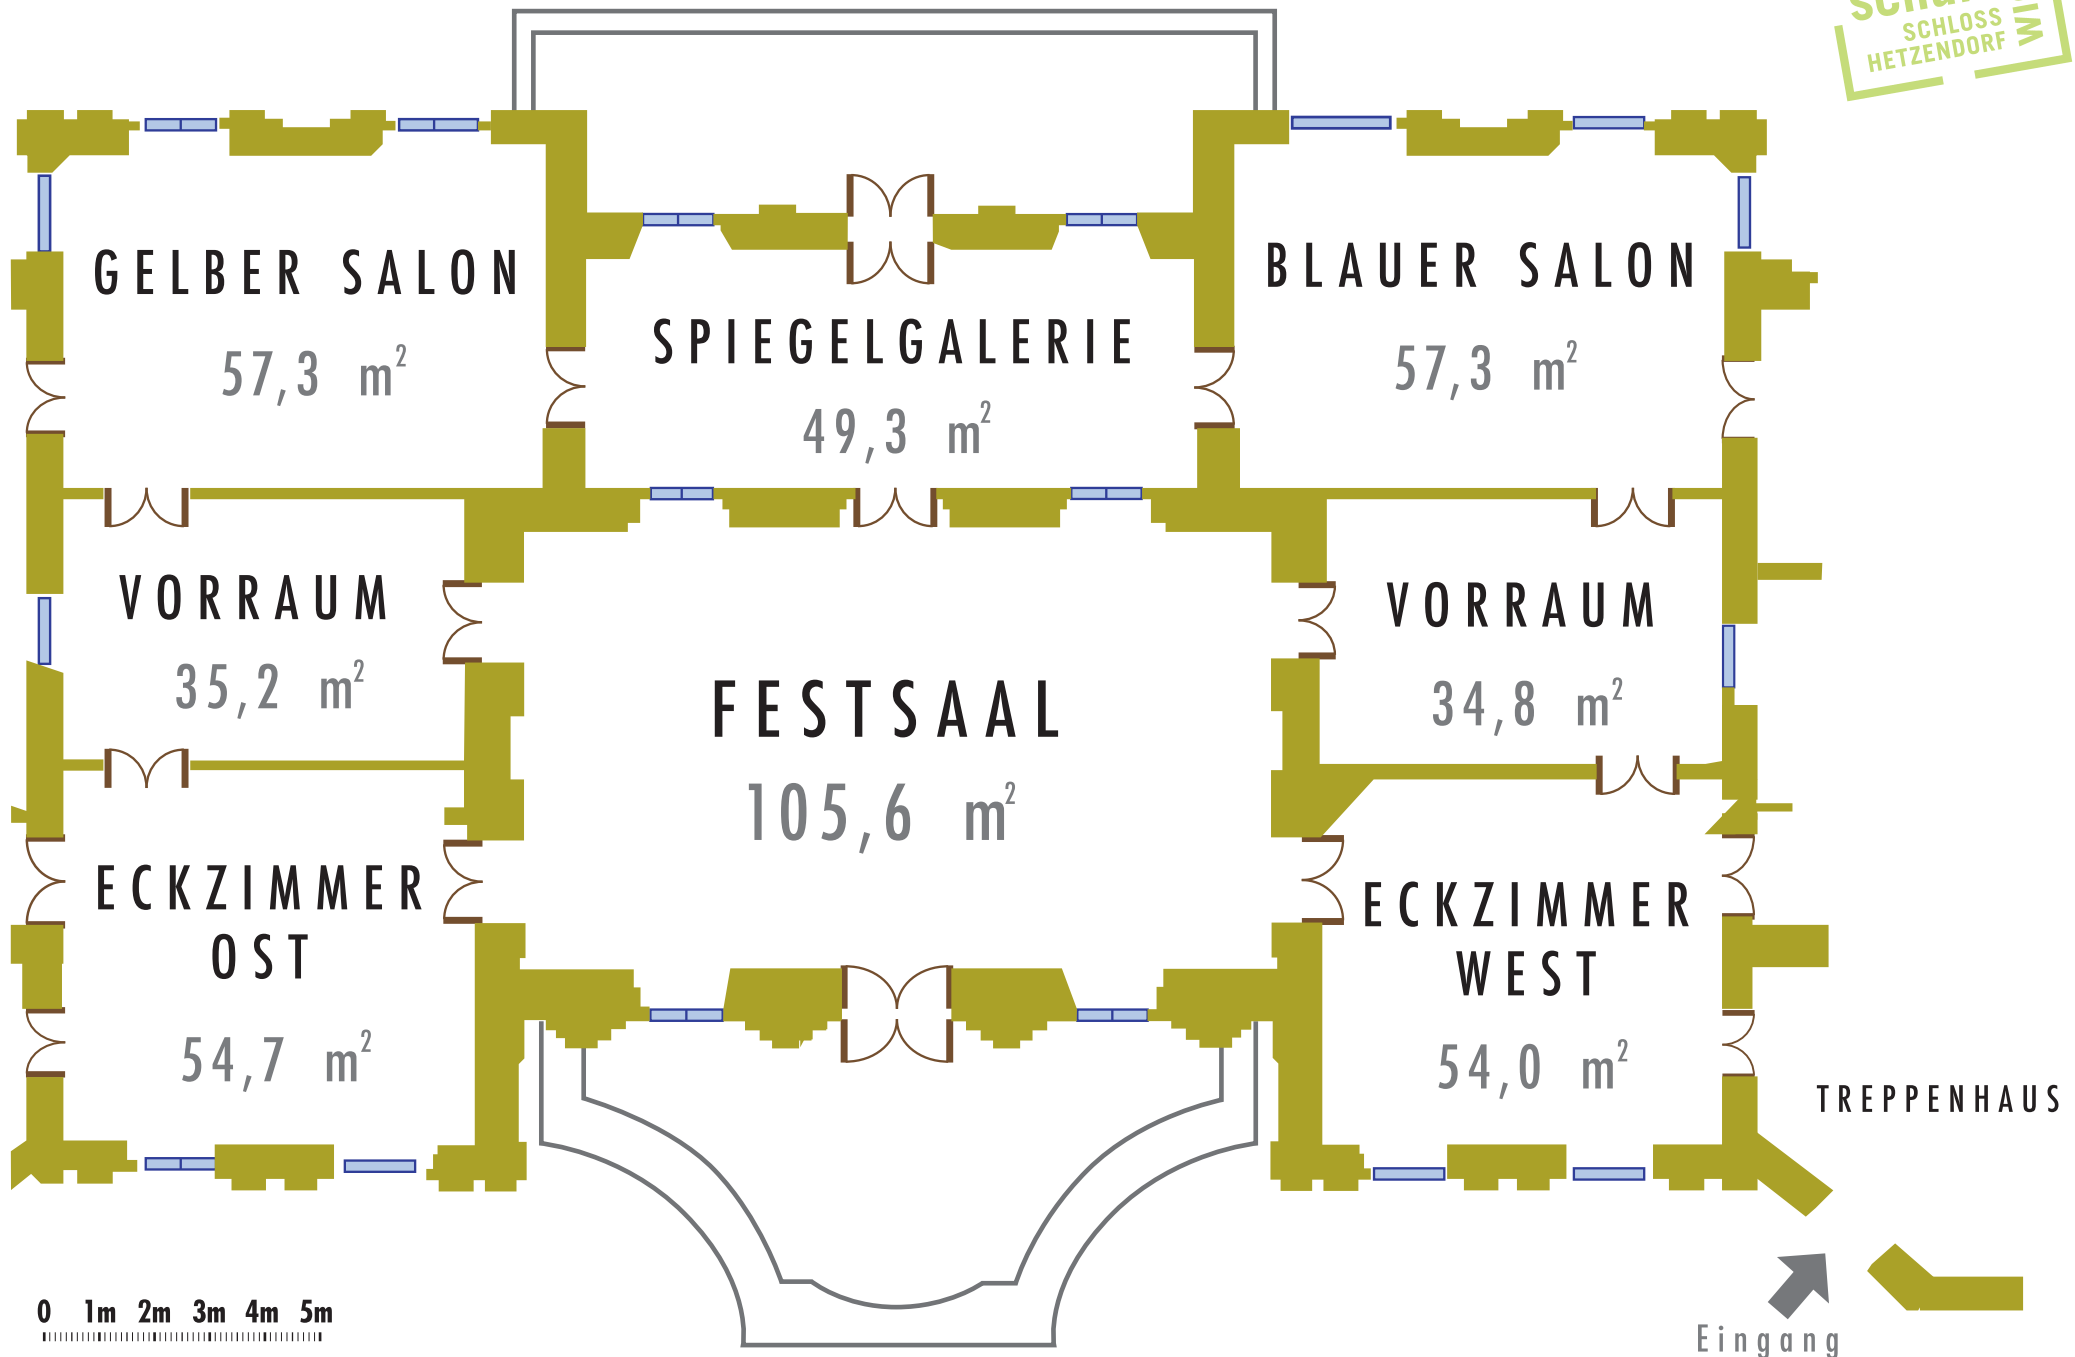 SCHLOSS
HETZENDORF
GELBER SALON
57,3 m²
SPIEGELGALERIE
49,3 m²
BLAUER SALON
57,3 m²
VORRAUM
35,2 m²
FESTSAAL
105,6 m²
VORRAUM
34,8 m²
ECKZIMMER
OST
54,7 m²
ECKZIMMER
WEST
54,0 m²
TREPPENHAUS
0 1m 2m 3m 4m 5m
Eingang